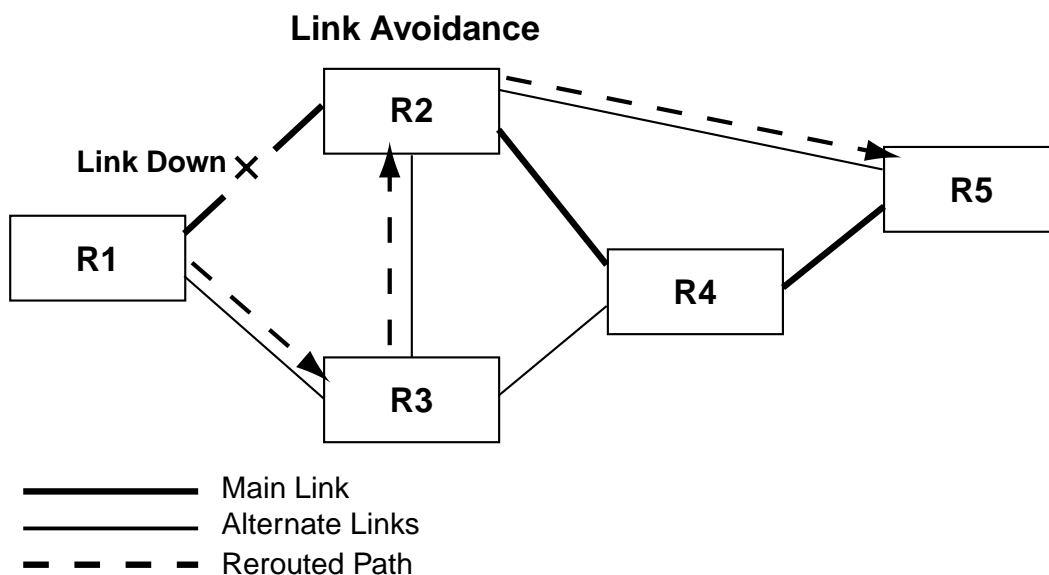 Link Avoidance
R2
Link Down
R5
R1
R4
R3
Main Link
Alternate Links
Rerouted Path